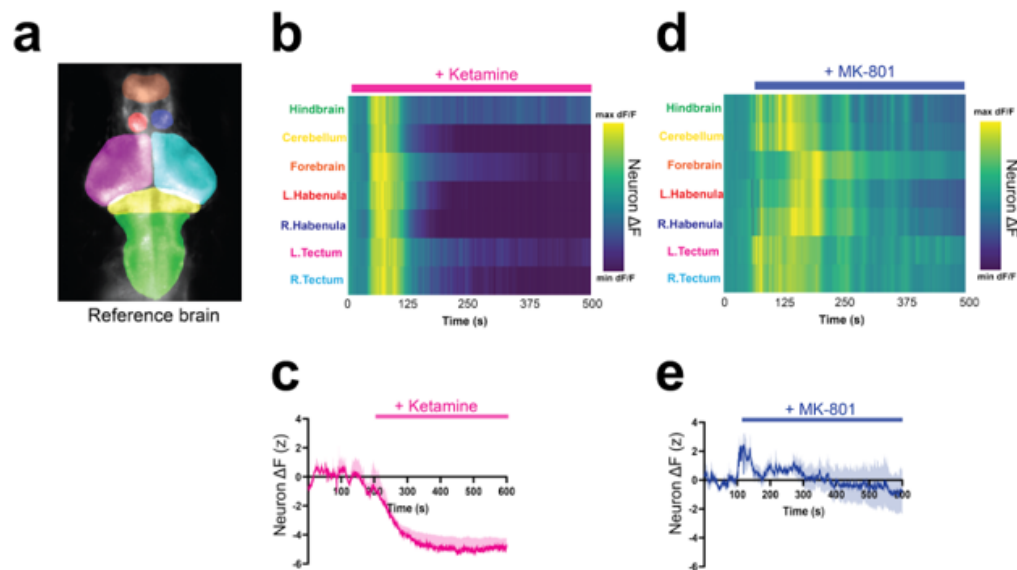 a
Reference brain
b
+ Ketamine
Hindbrain
Cerebellum
Forebrain
L.Habenula
R.Habenula
L.Tectum
R.Tectum
0 125 250 375 500
Time (s)
max dF/F
Neuron ΔF
min dF/F
d
+ MK-801
Hindbrain
Cerebellum
Forebrain
L.Habenula
R.Habenula
L.Tectum
R.Tectum
0 125 250 375 500
Time (s)
max dF/F
Neuron ΔF
min dF/F
c
+ Ketamine
Neuron ΔF (z)
4
2
0
-2
-4
-6
100 200 300 400 500 600
Time (s)
e
+ MK-801
Neuron ΔF (z)
4
2
0
-2
-4
-6
100 200 300 400 500 600
Time (s)